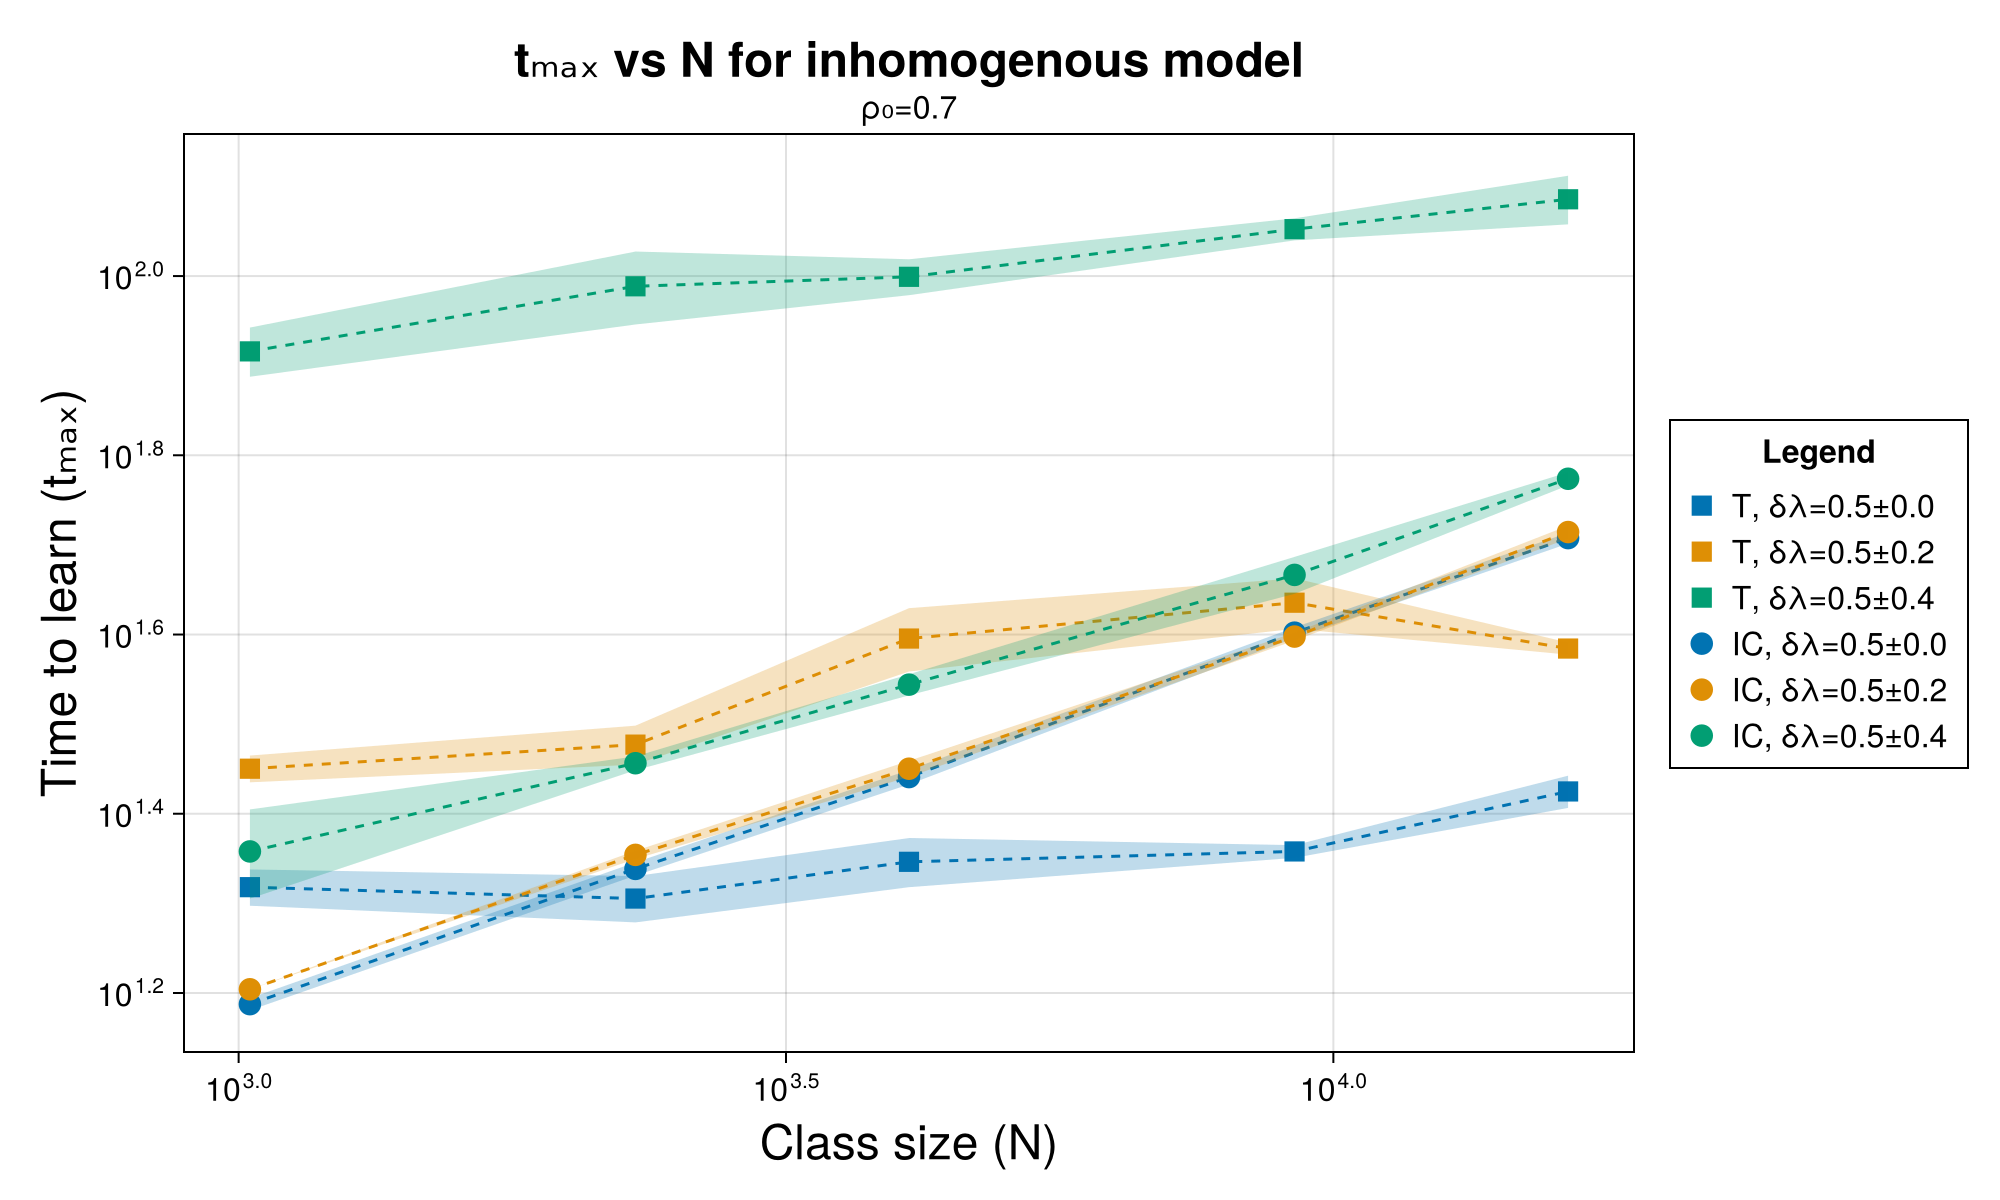 tₘₐₓ vs N for inhomogenous model
ρ₀=0.7
Time to learn (tₘₐₓ)
10^2.0
10^1.8
10^1.6
10^1.4
10^1.2
10^3.0
10^3.5
10^4.0
Class size (N)
Legend
T, δλ=0.5±0.0
T, δλ=0.5±0.2
T, δλ=0.5±0.4
IC, δλ=0.5±0.0
IC, δλ=0.5±0.2
IC, δλ=0.5±0.4